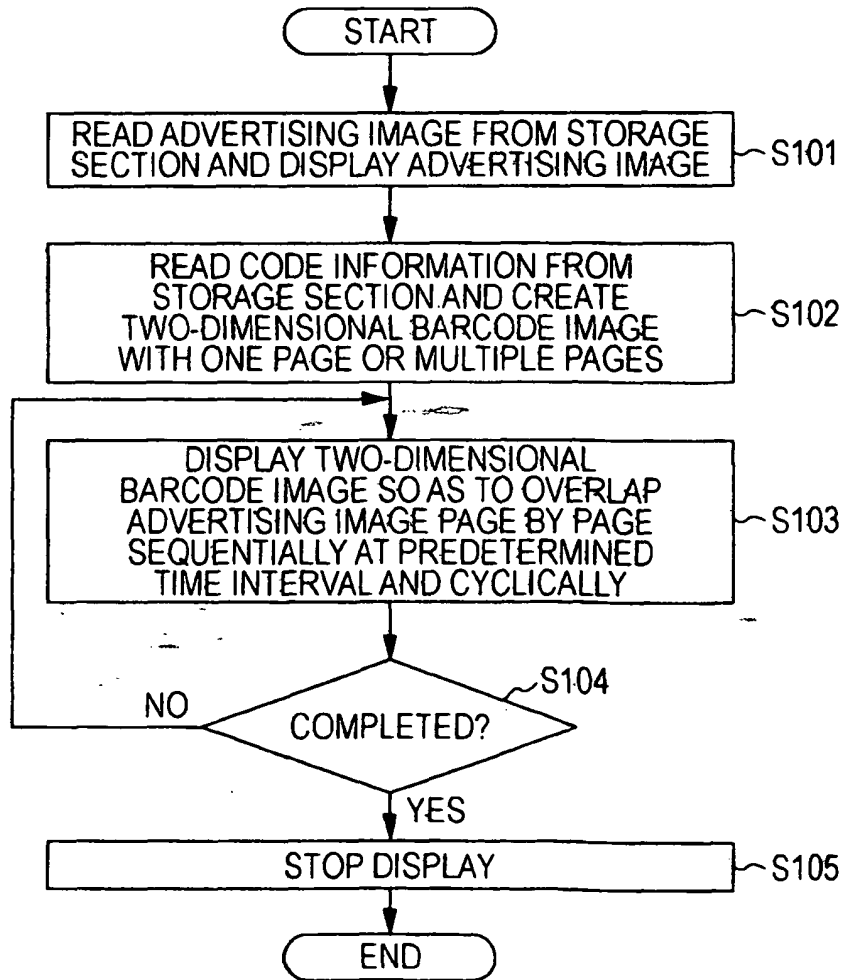 START
READ ADVERTISING IMAGE FROM STORAGE
SECTION AND DISPLAY ADVERTISING IMAGE
S101
READ CODE INFORMATION FROM
STORAGE SECTION AND CREATE
TWO-DIMENSIONAL BARCODE IMAGE
WITH ONE PAGE OR MULTIPLE PAGES
S102
DISPLAY TWO-DIMENSIONAL
BARCODE IMAGE SO AS TO OVERLAP
ADVERTISING IMAGE PAGE BY PAGE
SEQUENTIALLY AT PREDETERMINED
TIME INTERVAL AND CYCLICALLY
S103
S104
NO
COMPLETED?
YES
STOP DISPLAY
S105
END